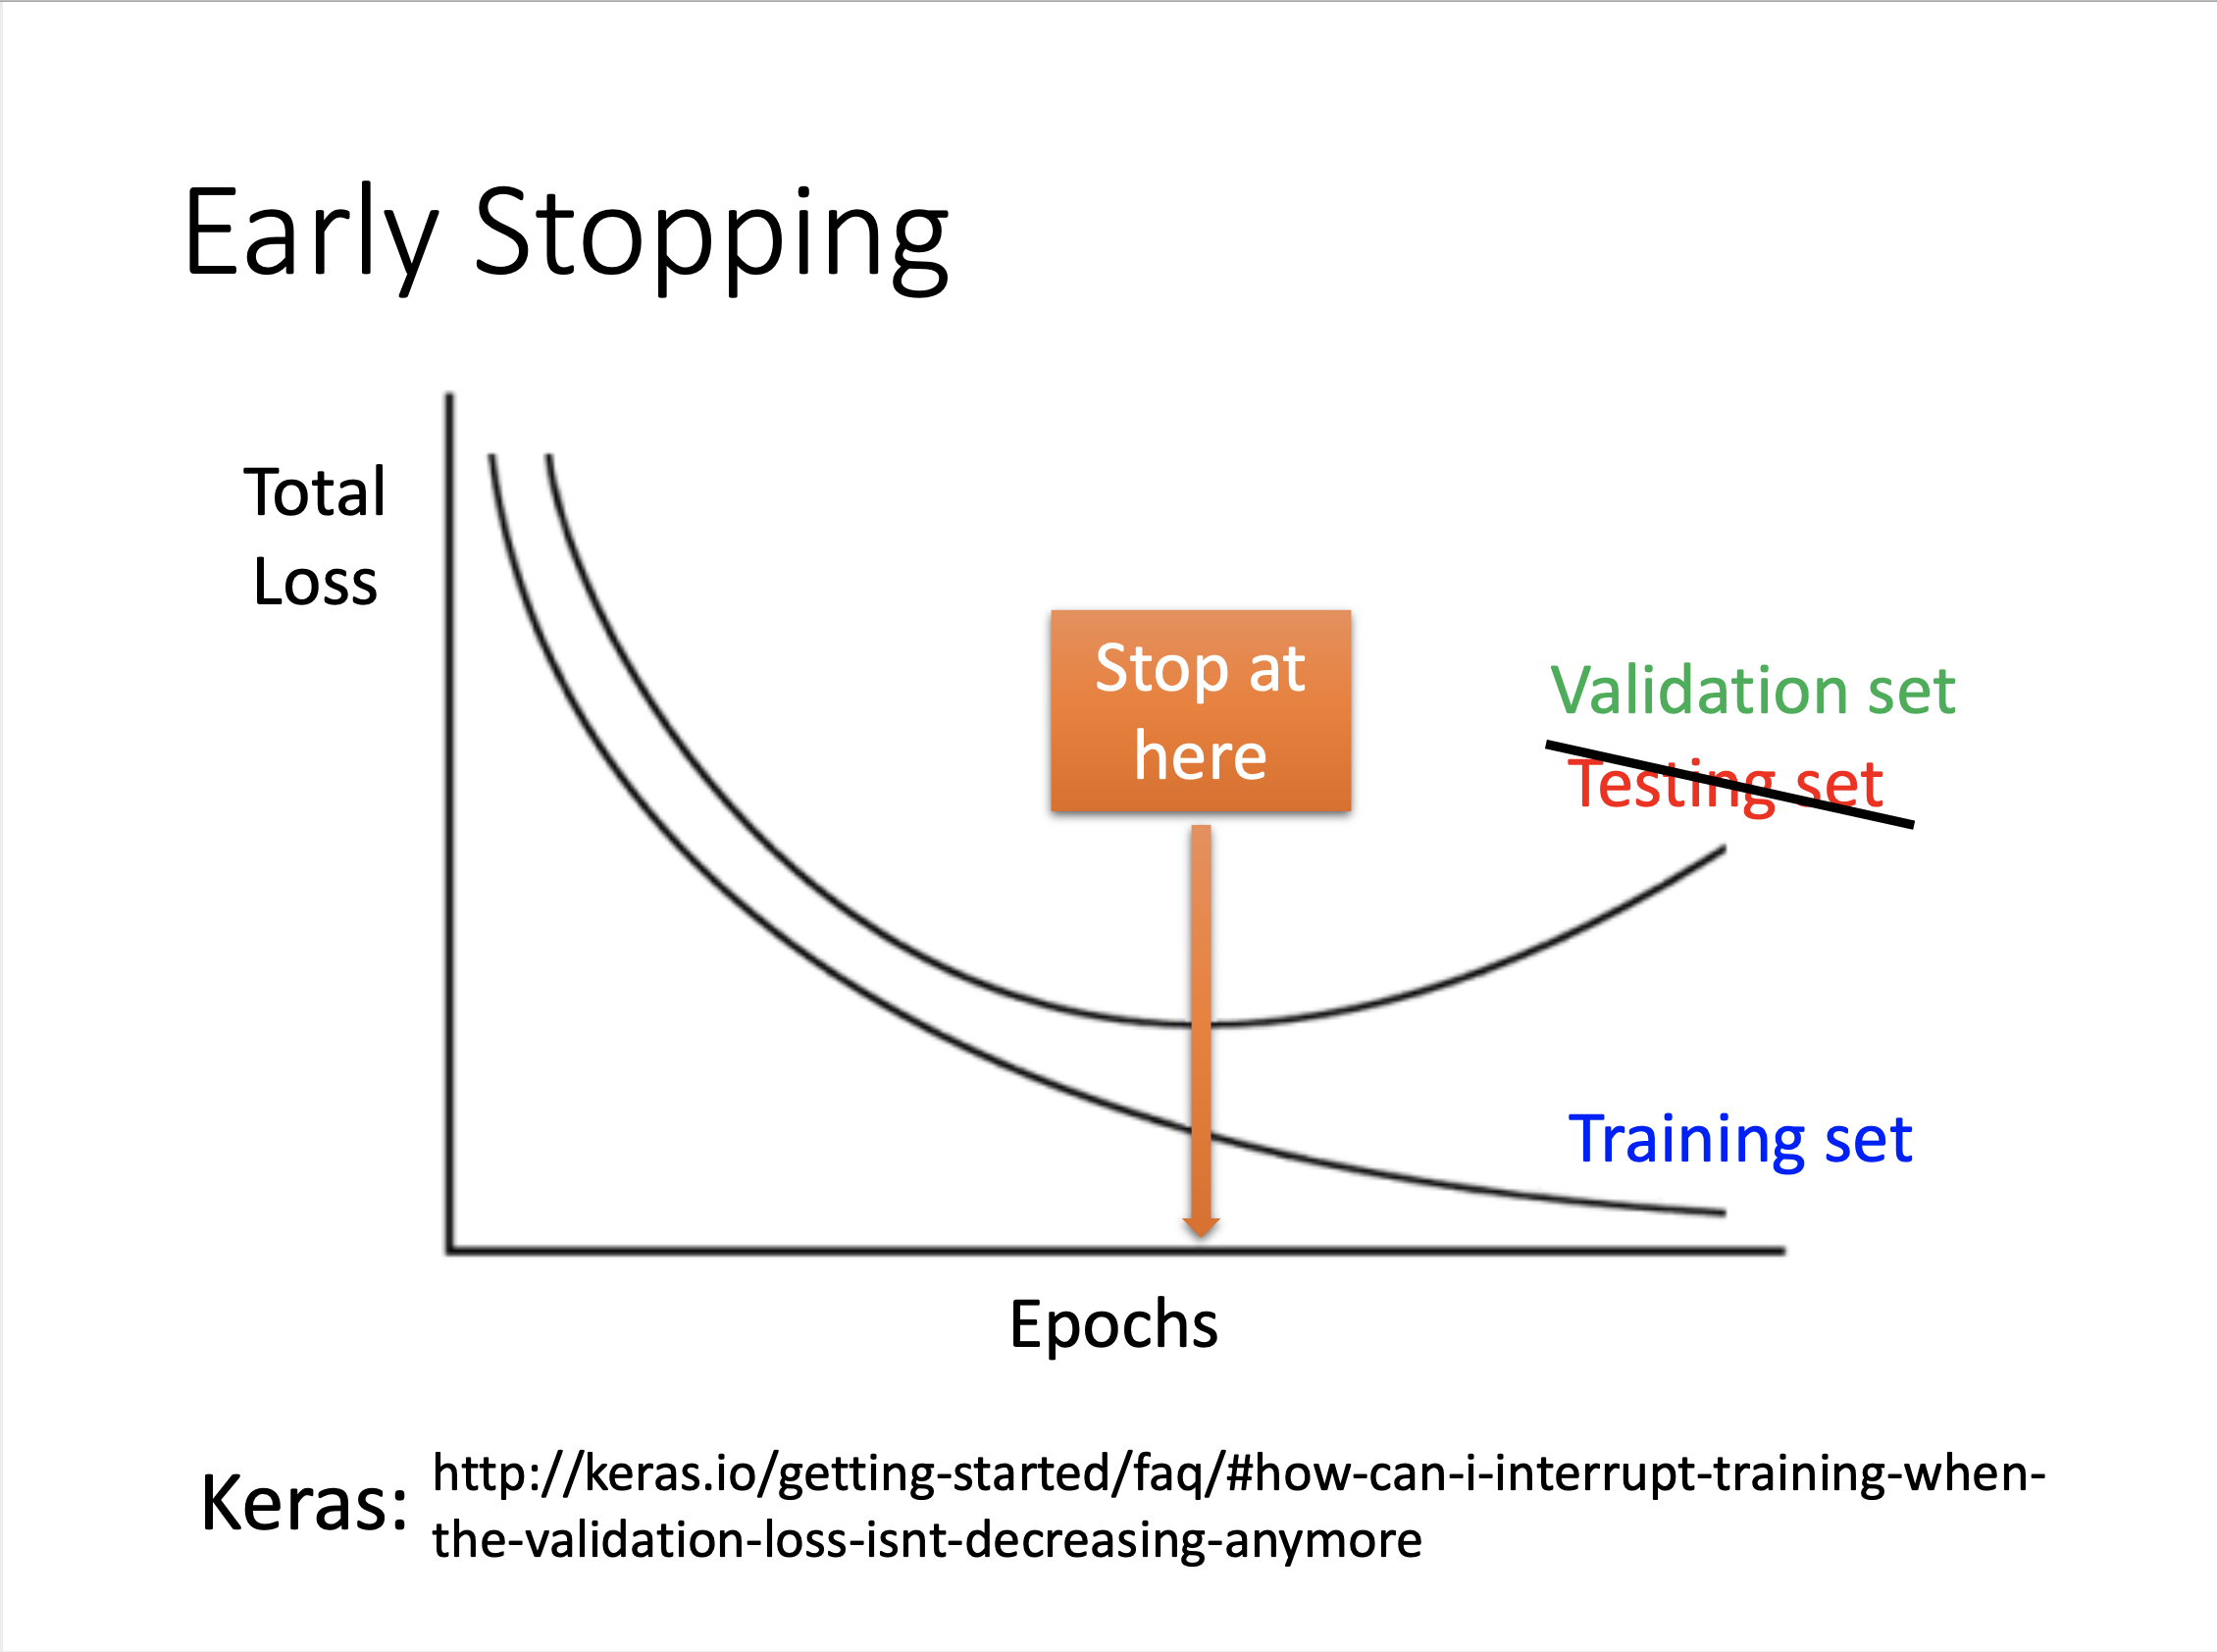 Early Stopping
Total
Loss
Stop at
here
Validation set
Testing set
Training set
Epochs
Keras:
http://keras.io/getting-started/faq/#how-can-i-interrupt-training-when-
the-validation-loss-isnt-decreasing-anymore